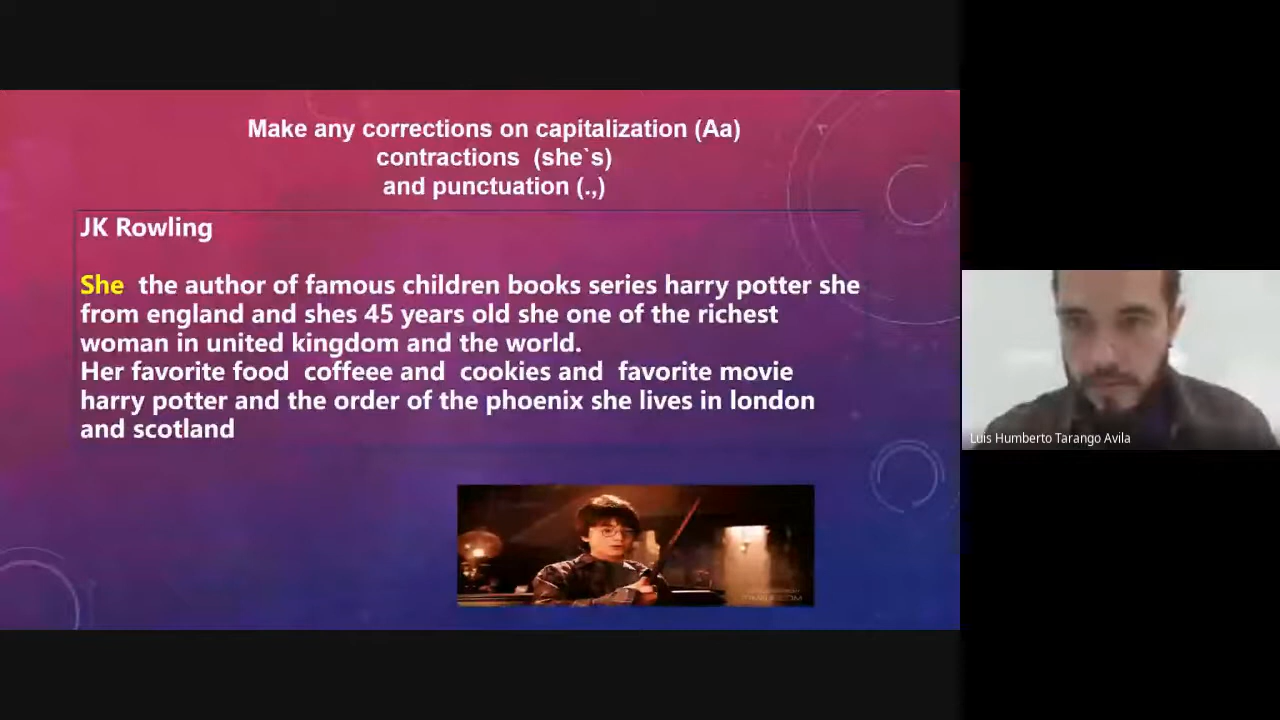 Make any corrections on capitalization (Aa)
contractions (she`s)
and punctuation (.,)
JK Rowling
She the author of famous children books series harry potter she
from england and shes 45 years old she one of the richest
woman in united kingdom and the world.
Her favorite food coffeee and cookies and favorite movie
harry potter and the order of the phoenix she lives in london
and scotland
Luis Humberto Tarango Avila